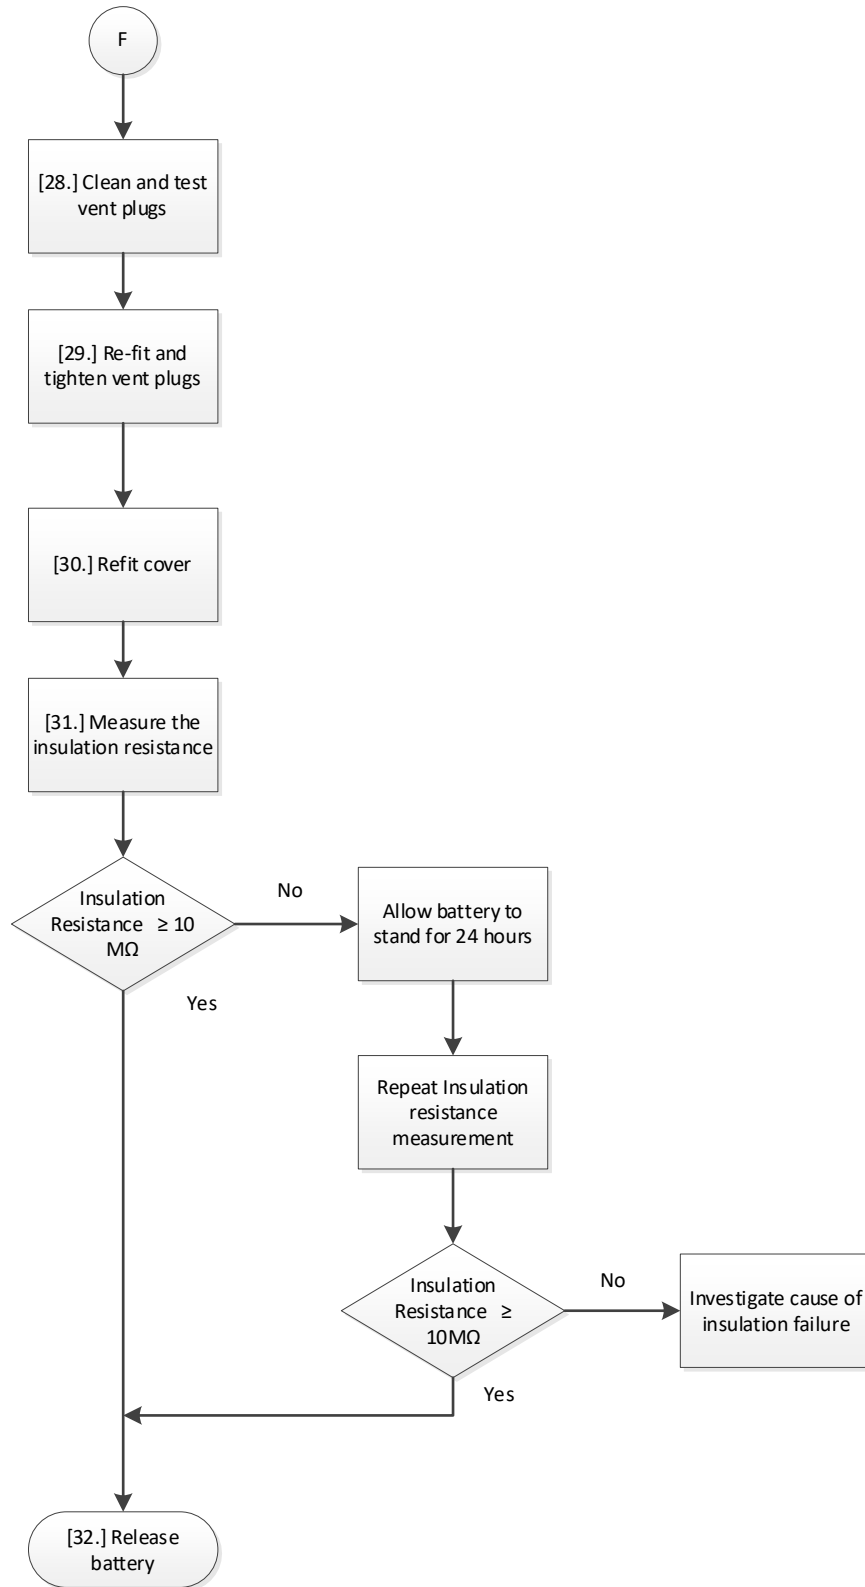 F
[28.] Clean and test
vent plugs
[29.] Re-fit and
tighten vent plugs
[30.] Refit cover
[31.] Measure the
insulation resistance
Insulation
Resistance ≥ 10
MΩ
No
Allow battery to
stand for 24 hours
Yes
Repeat Insulation
resistance
measurement
Insulation
Resistance ≥
10MΩ
No
Investigate cause of
insulation failure
Yes
[32.] Release
battery